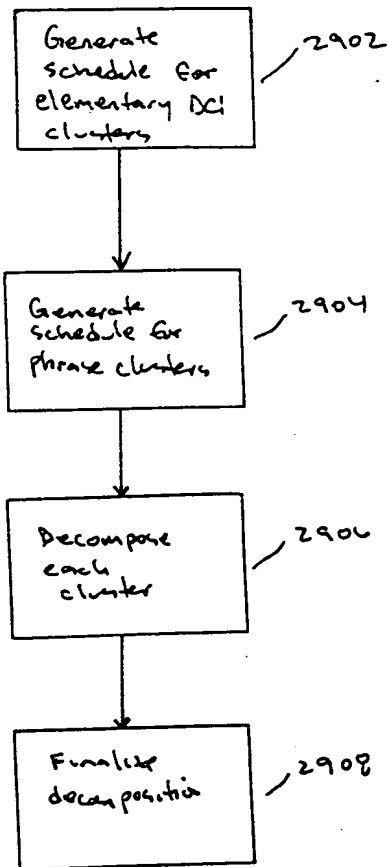 Generate
schedule for
elementary DCI
clusters
2902
Generate
schedule for
phrase clusters
2904
Decompose
each
cluster
2906
Finalize
decomposition
2908